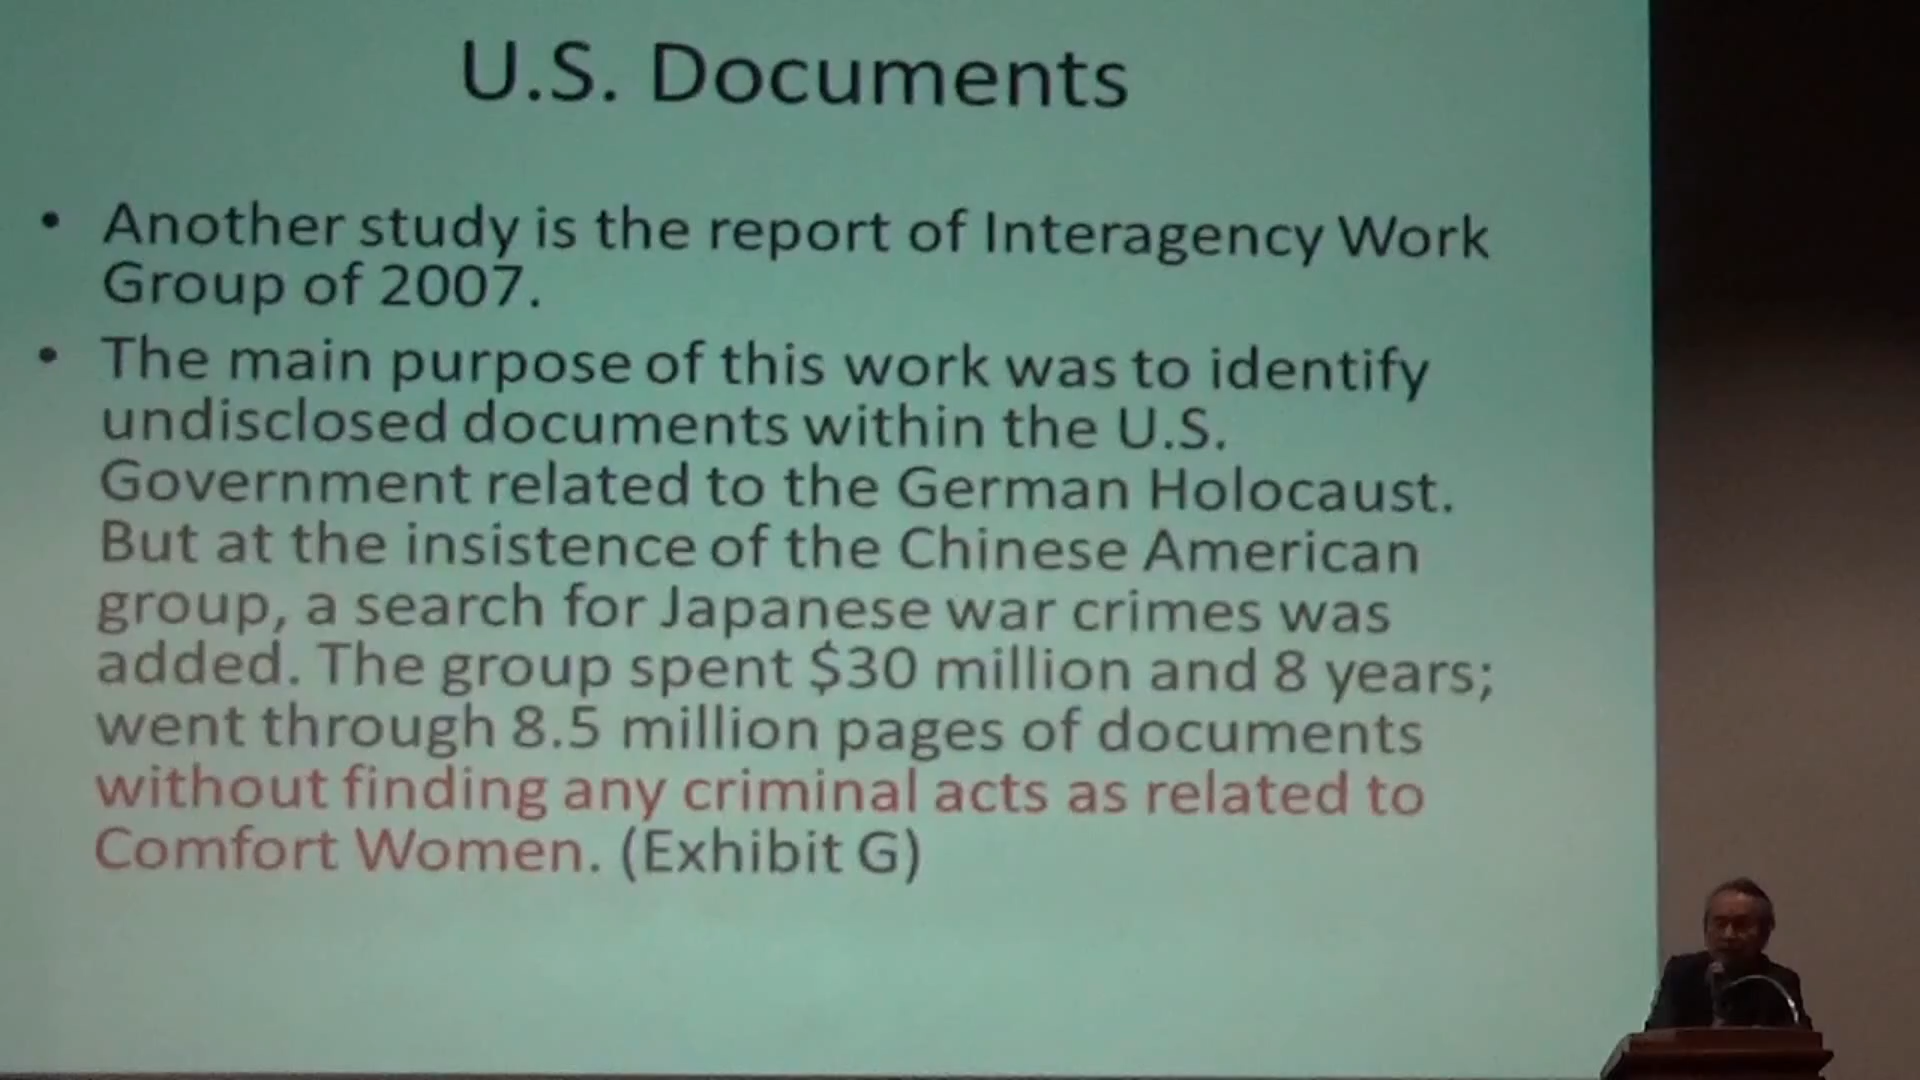 U.S. Documents
• Another study is the report of Interagency Work
Group of 2007.
• The main purpose of this work was to identify
undisclosed documents within the U.S.
Government related to the German Holocaust.
But at the insistence of the Chinese American
group, a search for Japanese war crimes was
added. The group spent $30 million and 8 years;
went through 8.5 million pages of documents
without finding any criminal acts as related to
Comfort Women. (Exhibit G)